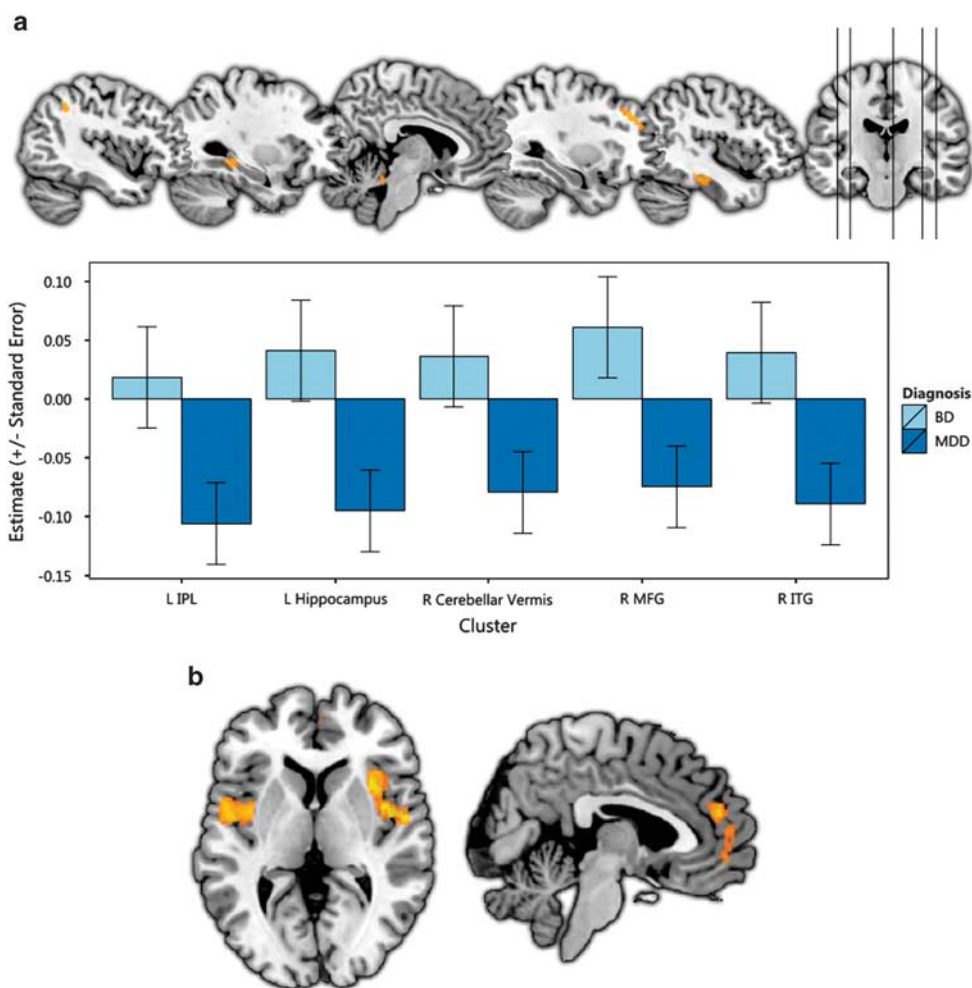 a
0.10
0.05
0.00
-0.05
-0.10
-0.15
Estimate (+/- Standard Error)
Diagnosis
BD
MDD
L IPL L Hippocampus R Cerebellar Vermis R MFG R ITG
Cluster
b